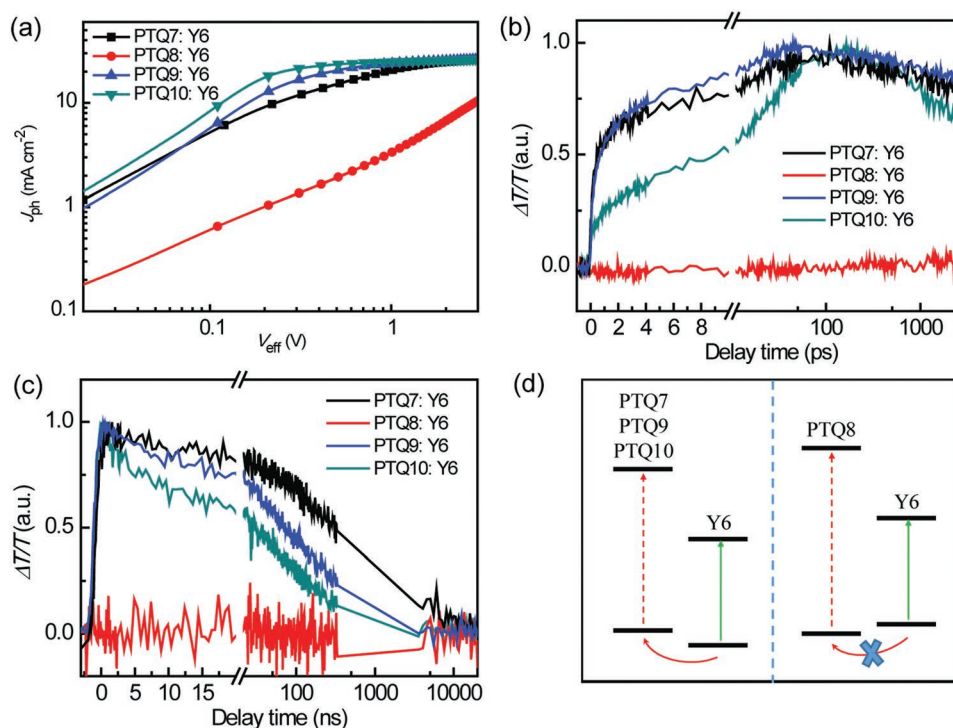 (a)
PTQ7: Y6
PTQ8: Y6
PTQ9: Y6
PTQ10: Y6
10
1
0.1
Jph (mA cm-2)
0.1
1
Veff (V)
(b)
1.0
0.5
0.0
ΔT/T (a.u.)
PTQ7: Y6
PTQ8: Y6
PTQ9: Y6
PTQ10: Y6
0 2 4 6 8 100 1000
Delay time (ps)
(c)
1.0
0.5
0.0
ΔT/T (a.u.)
PTQ7: Y6
PTQ8: Y6
PTQ9: Y6
PTQ10: Y6
0 5 10 15 100 1000 10000
Delay time (ns)
(d)
PTQ7
PTQ9
PTQ10
Y6
PTQ8
Y6